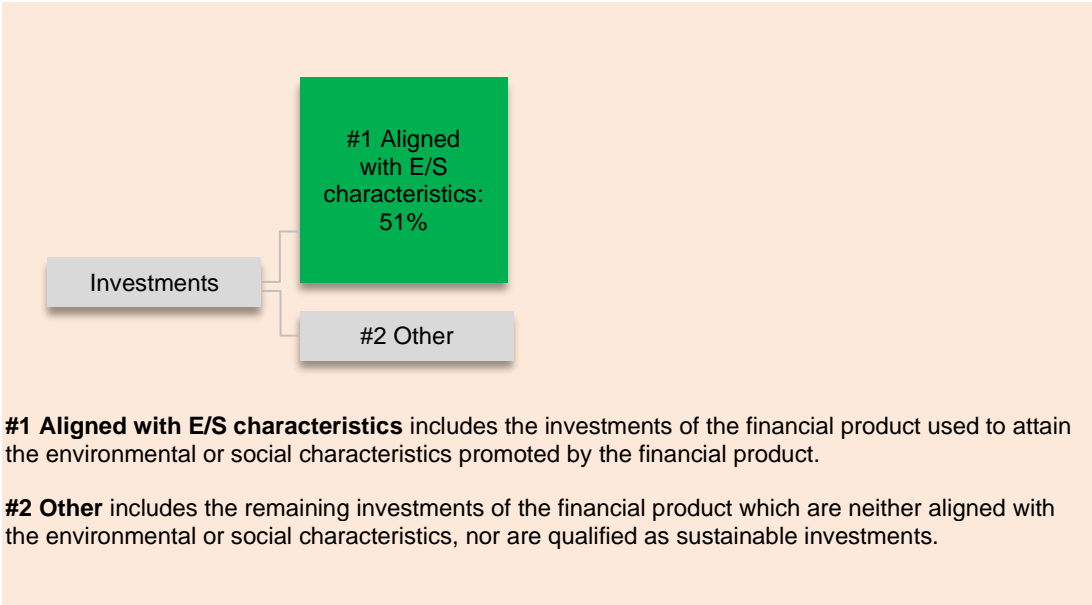 #1 Aligned
with E/S
characteristics:
51%
Investments
#2 Other
#1 Aligned with E/S characteristics includes the investments of the financial product used to attain
the environmental or social characteristics promoted by the financial product.
#2 Other includes the remaining investments of the financial product which are neither aligned with
the environmental or social characteristics, nor are qualified as sustainable investments.